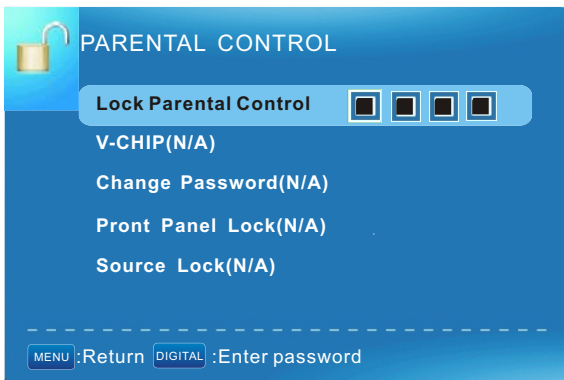 PARENTAL CONTROL
Lock Parental Control
V-CHIP(N/A)
Change Password(N/A)
Pront Panel Lock(N/A)
Source Lock(N/A)
MENU :Return DIGITAL :Enter password